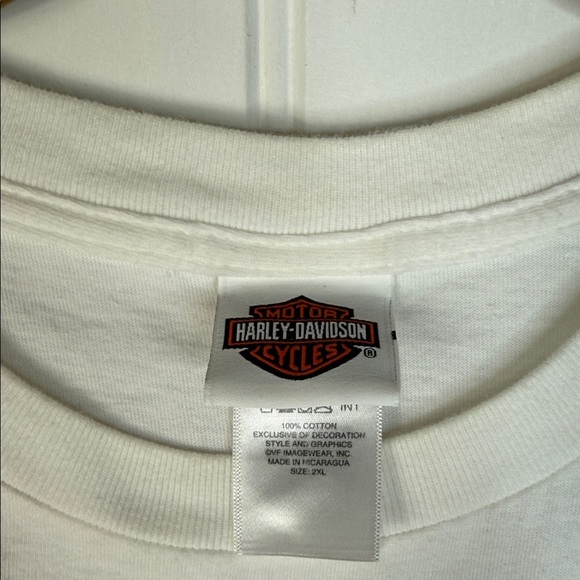 MOTOR
HARLEY-DAVIDSON
CYCLES
®
100% COTTON
EXCLUSIVE OF DECORATION
STYLE AND GRAPHICS
©VF IMAGEWEAR, INC.
MADE IN NICARAGUA
SIZE: 2XL